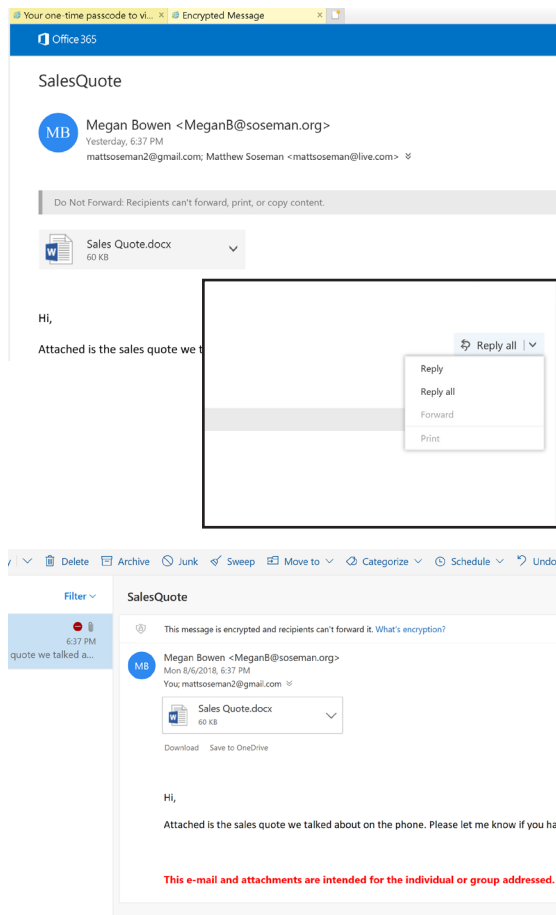 Your one-time passcode to vi... × Encrypted Message ×
Office 365
SalesQuote
MB
Megan Bowen <MeganB@soseman.org>
Yesterday, 6:37 PM
mattsoseman2@gmail.com; Matthew Soseman <mattsoseman@live.com>
Do Not Forward: Recipients can't forward, print, or copy content.
Sales Quote.docx
60 KB
Hi,
Attached is the sales quote we t
Reply all
Reply
Reply all
Forward
Print
Delete Archive Junk Sweep Move to Categorize Schedule Undo
Filter
6:37 PM
quote we talked a...
SalesQuote
This message is encrypted and recipients can't forward it. What's encryption?
MB
Megan Bowen <MeganB@soseman.org>
Mon 8/6/2018, 6:37 PM
You; mattsoseman2@gmail.com
Sales Quote.docx
60 KB
Download Save to OneDrive
Hi,
Attached is the sales quote we talked about on the phone. Please let me know if you ha
This e-mail and attachments are intended for the individual or group addressed.